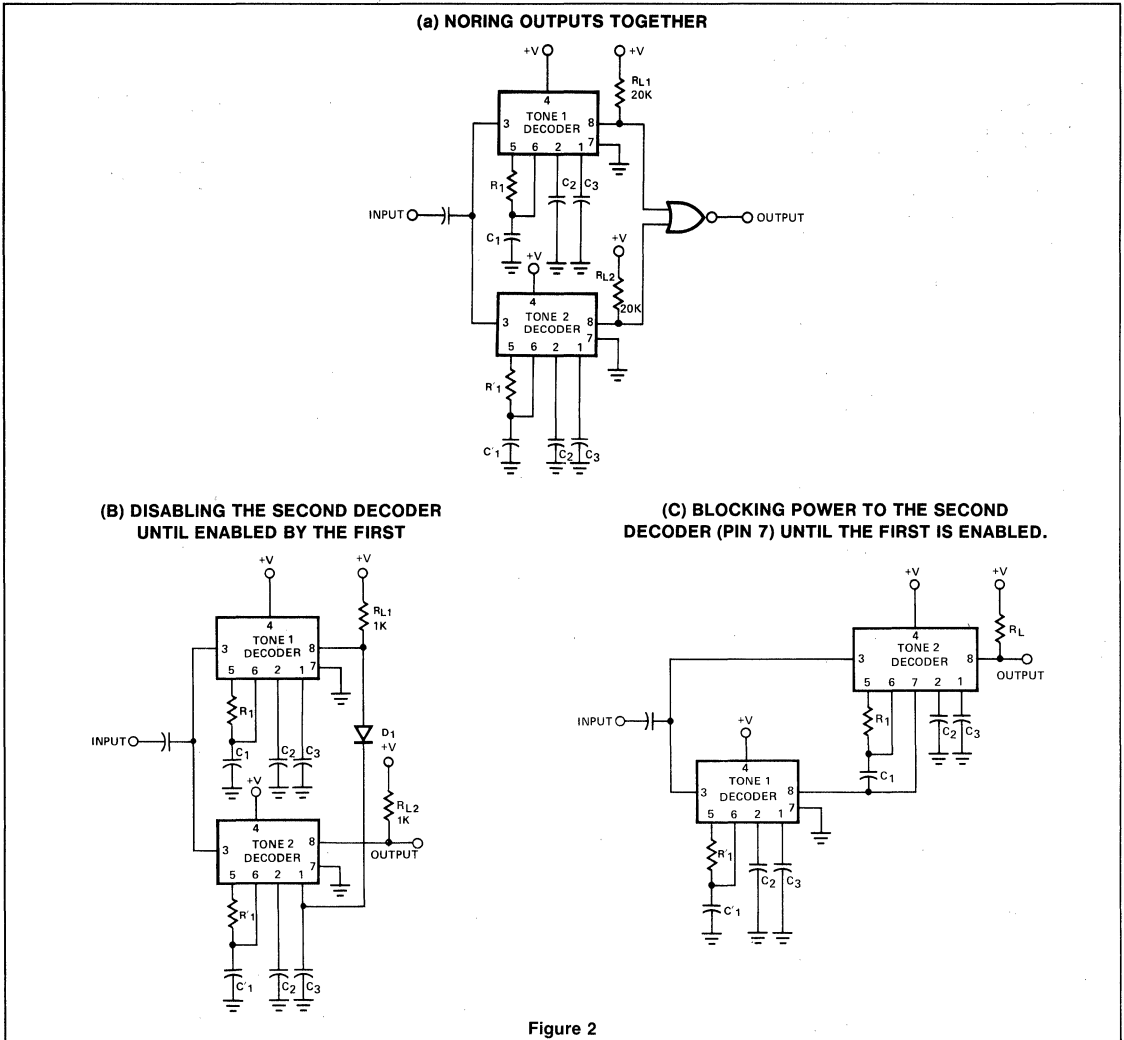 (a) NORING OUTPUTS TOGETHER
+V
+V
RL1
20K
4
TONE 1
DECODER
3
8
7
5 6 2 1
R1
C2
C3
C1
INPUT
OUTPUT
+V
+V
RL2
20K
4
TONE 2
DECODER
3
8
7
5 6 2 1
R'1
C'1
C2
C3
(B) DISABLING THE SECOND DECODER
UNTIL ENABLED BY THE FIRST
+V
+V
RL1
1K
4
TONE 1
DECODER
3
8
7
5 6 2 1
R1
INPUT
C1
C2
C3
D1
+V
+V
RL2
1K
4
TONE 2
DECODER
3
8
7
OUTPUT
5 6 2 1
R'1
C'1
C2
C3
(C) BLOCKING POWER TO THE SECOND
DECODER (PIN 7) UNTIL THE FIRST IS ENABLED.
+V
+V
RL
4
TONE 2
DECODER
3
8
OUTPUT
5 6 7 2 1
R1
C2
C3
C1
INPUT
+V
4
TONE 1
DECODER
3
8
7
5 6 2 1
R'1
C2
C3
C'1
Figure 2